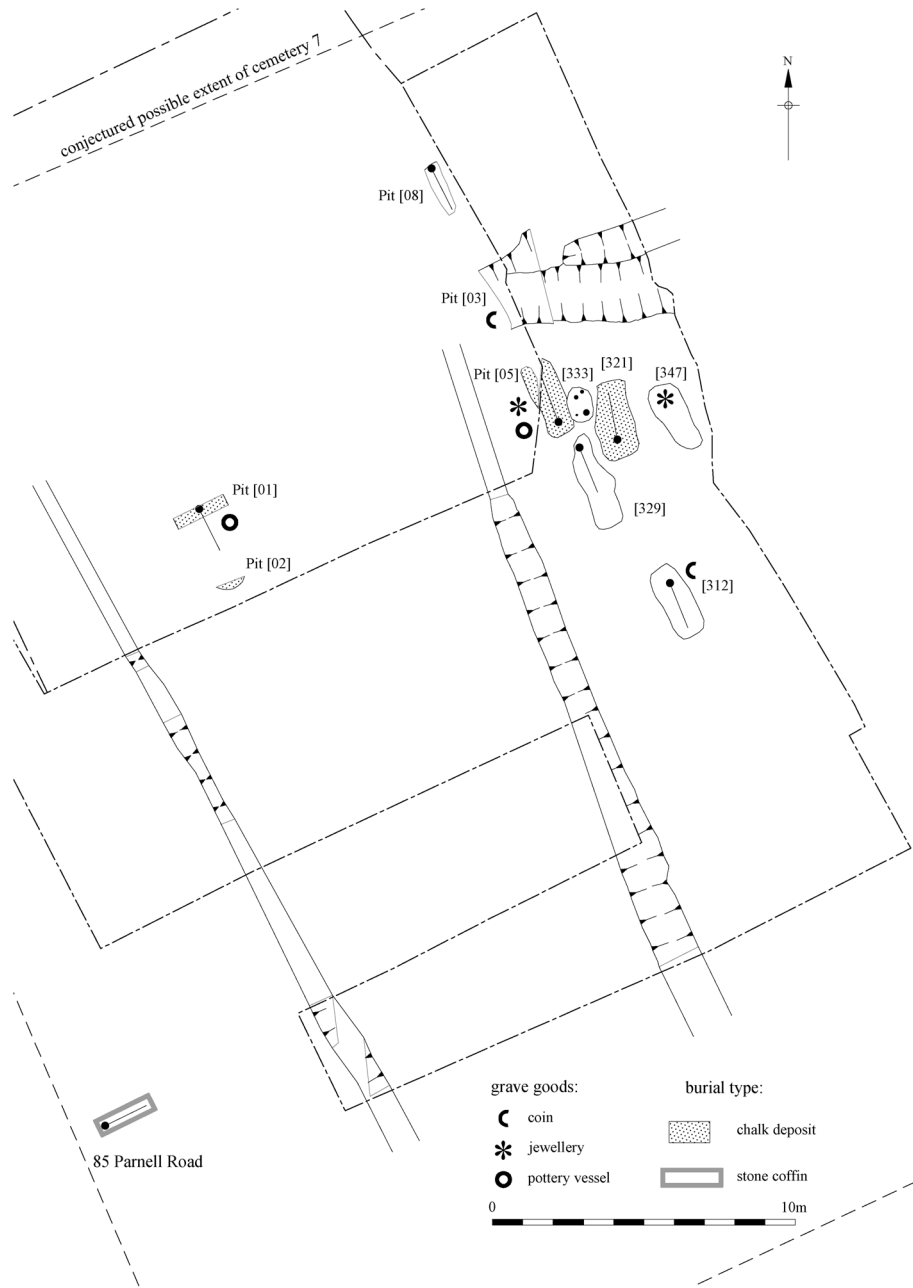 conjectured possible extent of cemetery 7
N
Pit [08]
Pit [03]
Pit [05]
[333]
[321]
[347]
Pit [01]
[329]
Pit [02]
[312]
85 Parnell Road
grave goods:
coin
jewellery
pottery vessel
burial type:
chalk deposit
stone coffin
0
10m